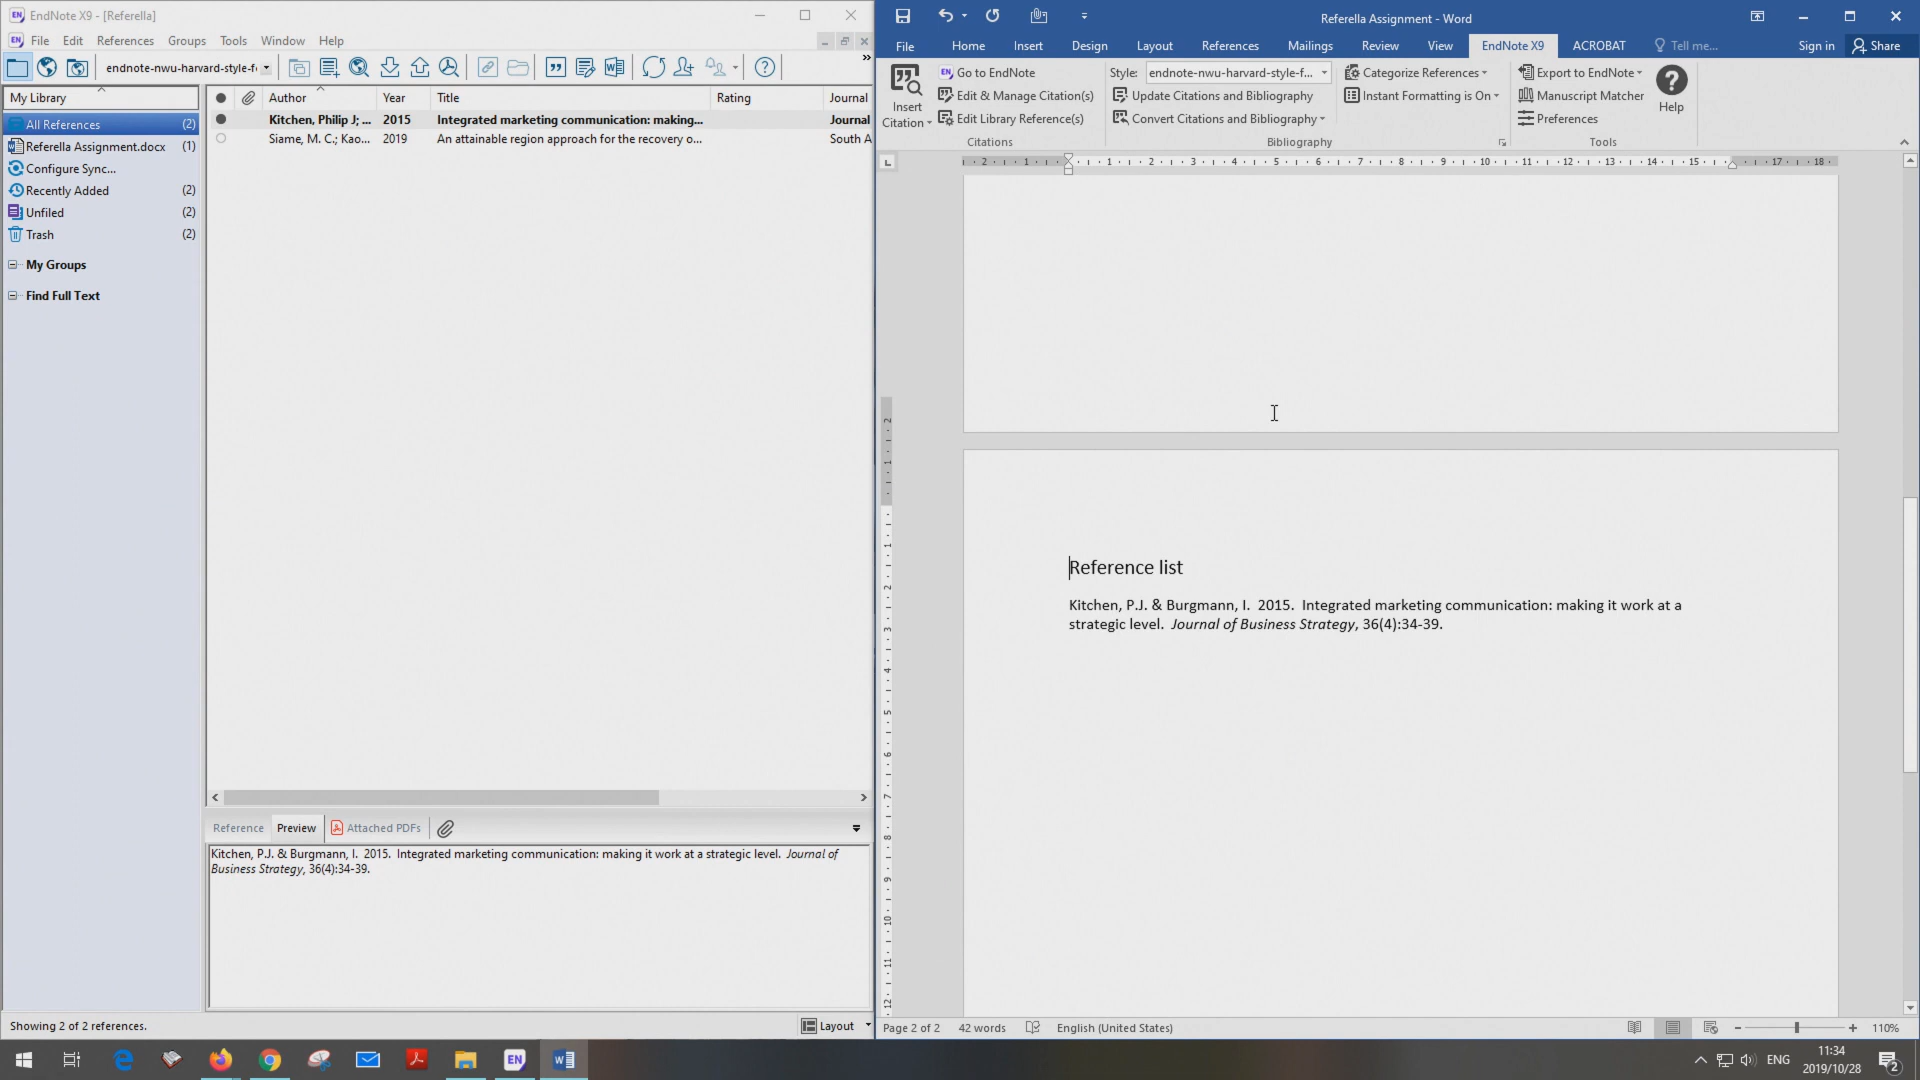 EndNote X9 - [Referella]
File Edit References Groups Tools Window Help
endnote-nwu-harvard-style-f
My Library
All References (2)
Referella Assignment.docx (1)
Configure Sync...
Recently Added (2)
Unfiled (2)
Trash (2)
My Groups
Find Full Text
Author Year Title Rating Journal
Kitchen, Philip J; ... 2015 Integrated marketing communication: making... Journal
Siame, M. C.; Kao... 2019 An attainable region approach for the recovery o... South A
Reference Preview Attached PDFs
Kitchen, P.J. & Burgmann, I. 2015. Integrated marketing communication: making it work at a strategic level. Journal of
Business Strategy, 36(4):34-39.
Showing 2 of 2 references.
Layout
Referella Assignment - Word
File Home Insert Design Layout References Mailings Review View EndNote X9 ACROBAT Tell me... Sign in Share
Insert Citation
Go to EndNote
Edit & Manage Citation(s)
Edit Library Reference(s)
Citations
Style: endnote-nwu-harvard-style-f...
Update Citations and Bibliography
Convert Citations and Bibliography
Categorize References
Instant Formatting is On
Bibliography
Export to EndNote
Manuscript Matcher
Preferences
Help
Tools
Reference list
Kitchen, P.J. & Burgmann, I. 2015. Integrated marketing communication: making it work at a
strategic level. Journal of Business Strategy, 36(4):34-39.
Page 2 of 2 42 words English (United States) 110%
ENG
11:34
2019/10/28
2